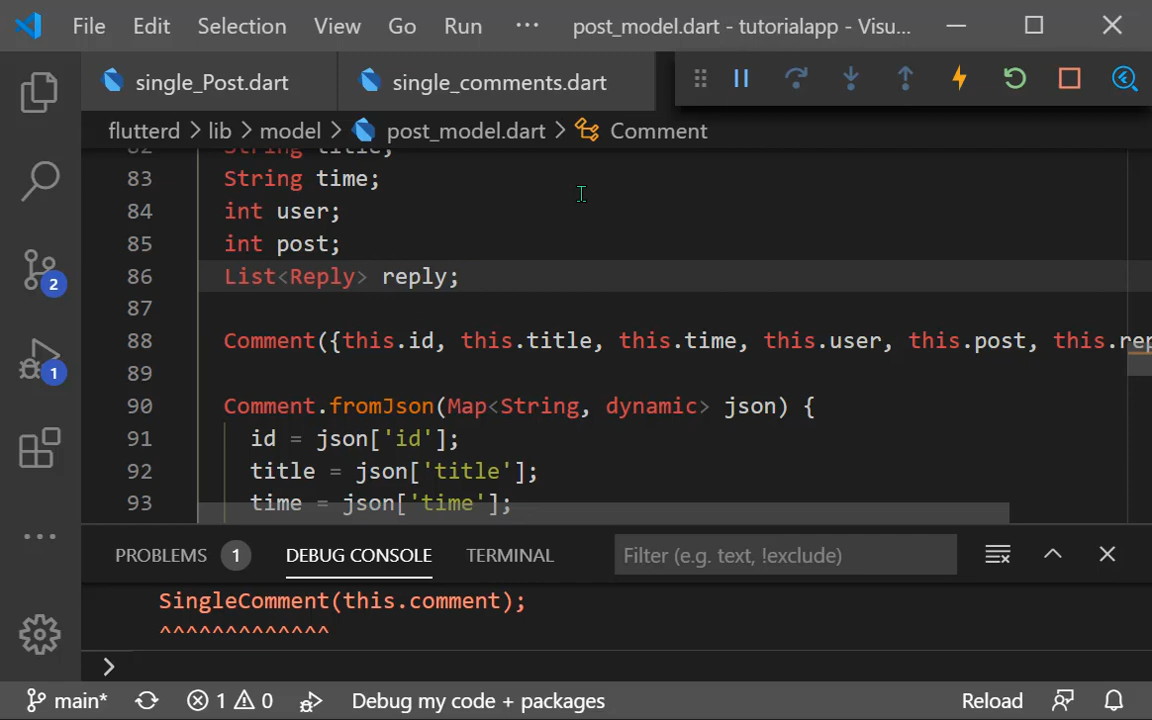 File Edit Selection View Go Run ··· post_model.dart - tutorialapp - Visu...
single_Post.dart single_comments.dart
flutterd > lib > model > post_model.dart > Comment
82 String title;
83 String time;
84 int user;
85 int post;
86 List<Reply> reply;
87
88 Comment({this.id, this.title, this.time, this.user, this.post, this.rep
89
90 Comment.fromJson(Map<String, dynamic> json) {
91 id = json['id'];
92 title = json['title'];
93 time = json['time'];
2
1
PROBLEMS 1 DEBUG CONSOLE TERMINAL Filter (e.g. text, !exclude)
SingleComment(this.comment);
^^^^^^^^^^^^^
>
main* 1 0 Debug my code + packages Reload